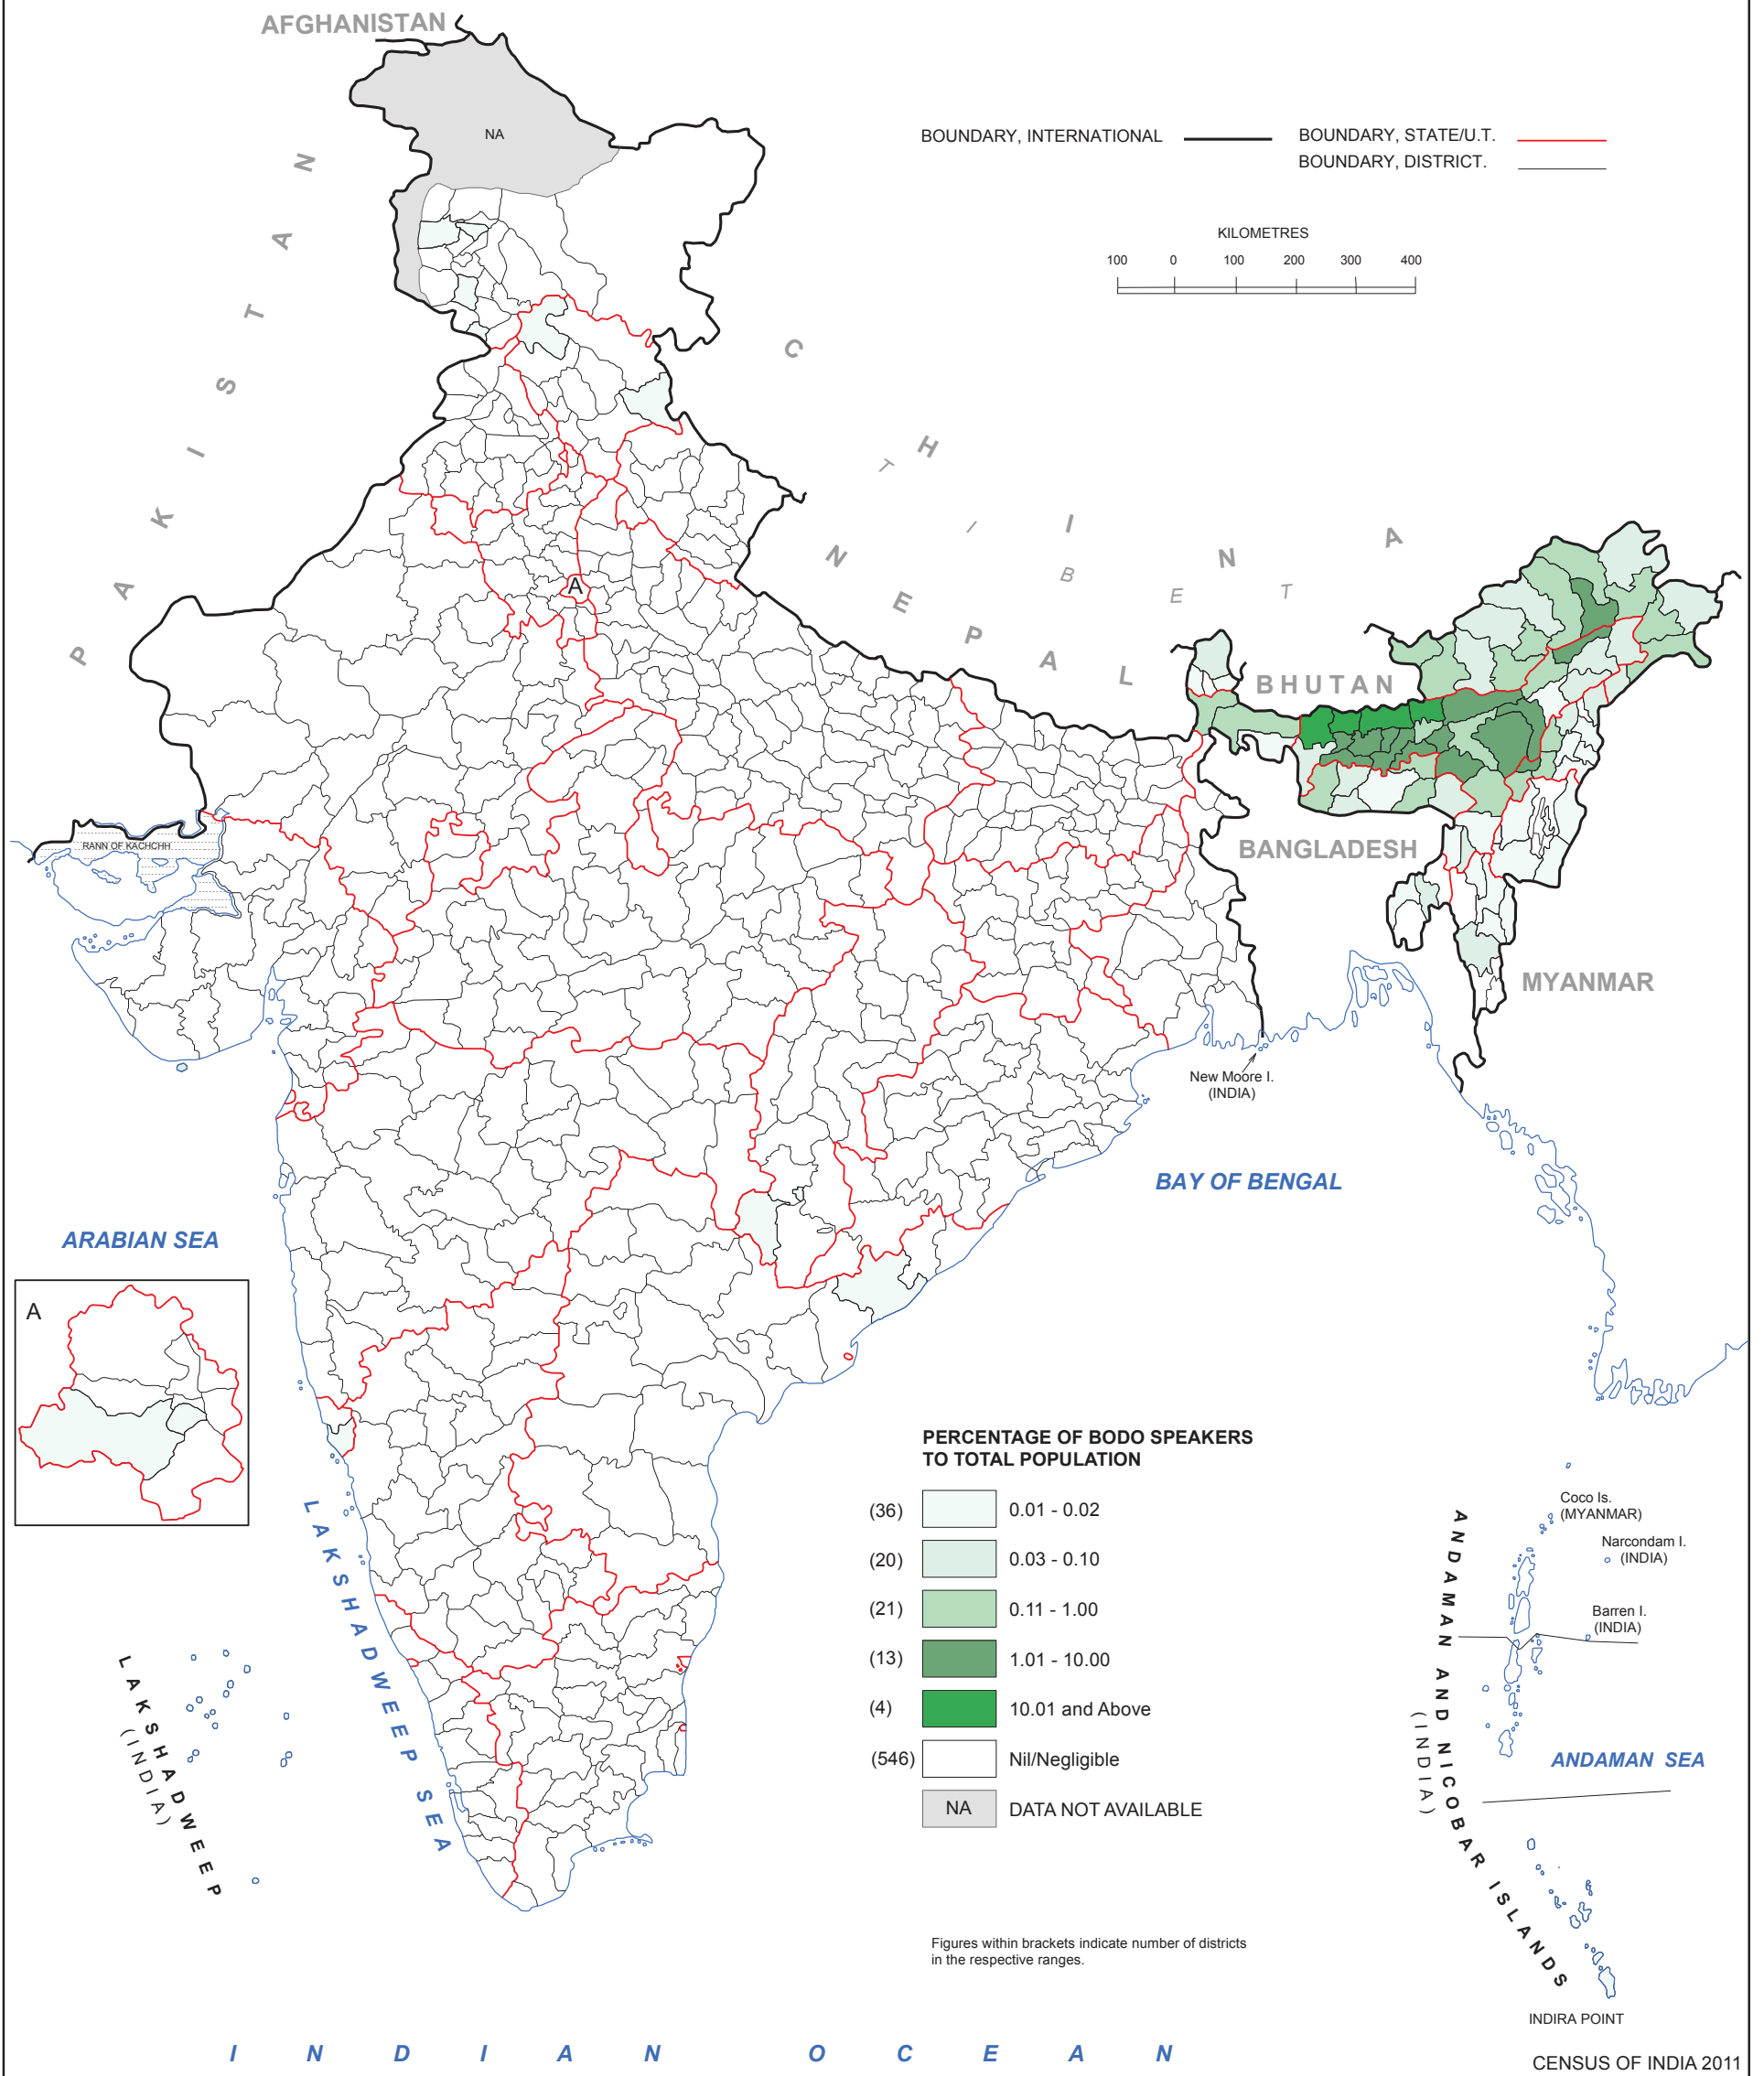 AFGHANISTAN
NA
BOUNDARY, INTERNATIONAL
BOUNDARY, STATE/U.T.
BOUNDARY, DISTRICT.
KILOMETRES
100 0 100 200 300 400
PAKISTAN
CHINA
TIBET
NEPAL
A
BHUTAN
RANN OF KACHCHH
BANGLADESH
MYANMAR
New Moore I.
(INDIA)
BAY OF BENGAL
ARABIAN SEA
A
PERCENTAGE OF BODO SPEAKERS
TO TOTAL POPULATION
(36) 0.01 - 0.02
(20) 0.03 - 0.10
(21) 0.11 - 1.00
(13) 1.01 - 10.00
(4) 10.01 and Above
(546) Nil/Negligible
NA DATA NOT AVAILABLE
Coco Is.
(MYANMAR)
Narcondam I.
(INDIA)
Barren I.
(INDIA)
ANDAMAN AND NICOBAR ISLANDS
(INDIA)
ANDAMAN SEA
LAKSHADWEEP
(INDIA)
LAKSHADWEEP SEA
Figures within brackets indicate number of districts
in the respective ranges.
INDIRA POINT
INDIAN OCEAN
CENSUS OF INDIA 2011